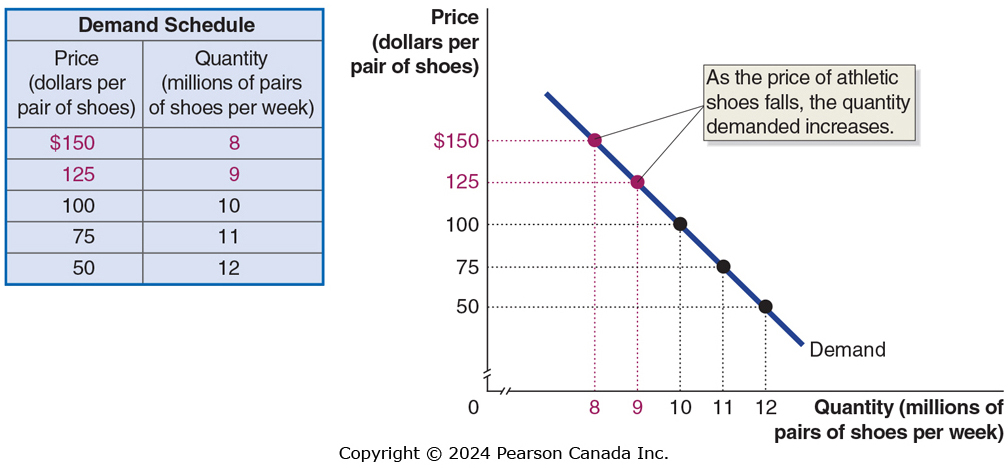 Demand Schedule
Price
(dollars per
pair of shoes)
Quantity
(millions of pairs
of shoes per week)
$150 8
125 9
100 10
75 11
50 12
Price
(dollars per
pair of shoes)
As the price of athletic
shoes falls, the quantity
demanded increases.
$150
125
100
75
50
Demand
0 8 9 10 11 12
Quantity (millions of
pairs of shoes per week)
Copyright © 2024 Pearson Canada Inc.